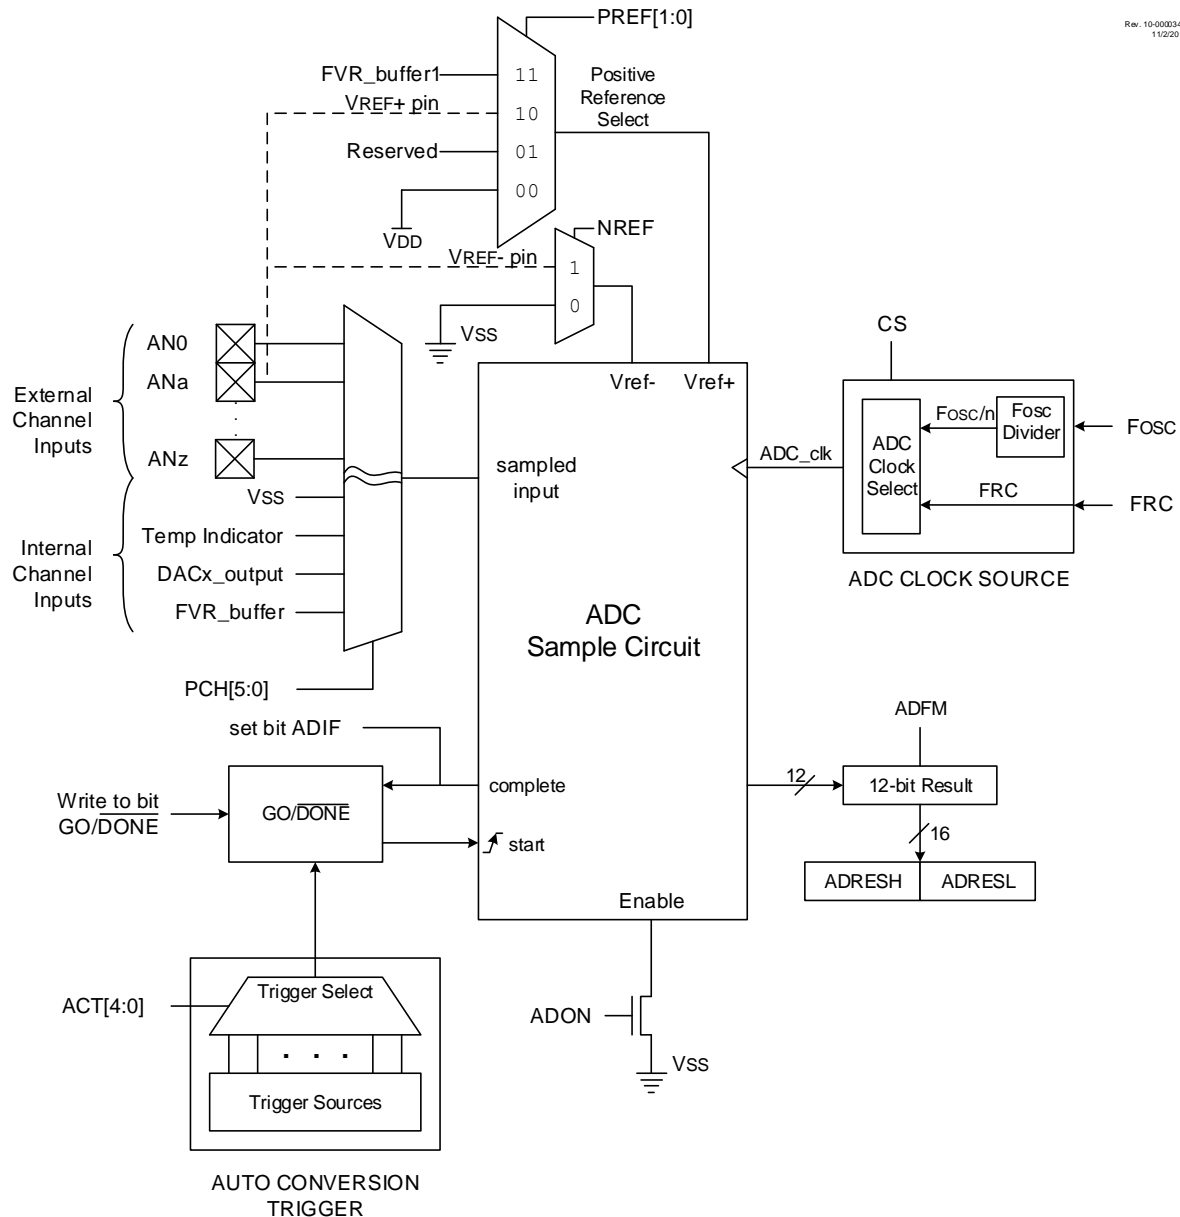 PREF[1:0]
Rev. 10-000034
11/2/20
FVR_buffer1
11
Positive
Reference
Select
VREF+ pin
10
Reserved
01
00
VDD
NREF
VREF- pin
1
0
VSS
CS
AN0
ANa
ANz
External
Channel
Inputs
Vref-
Vref+
Fosc
Divider
FOSC/n
FOSC
ADC
Clock
Select
ADC_clk
FRC
FRC
ADC CLOCK SOURCE
sampled
input
VSS
Temp Indicator
DACx_output
FVR_buffer
Internal
Channel
Inputs
ADC
Sample Circuit
PCH[5:0]
set bit ADIF
ADFM
complete
12
12-bit Result
Write to bit
GO/DONE
GO/DONE
start
16
ADRESH
ADRESL
Enable
ACT[4:0]
Trigger Select
. . .
Trigger Sources
ADON
VSS
AUTO CONVERSION
TRIGGER